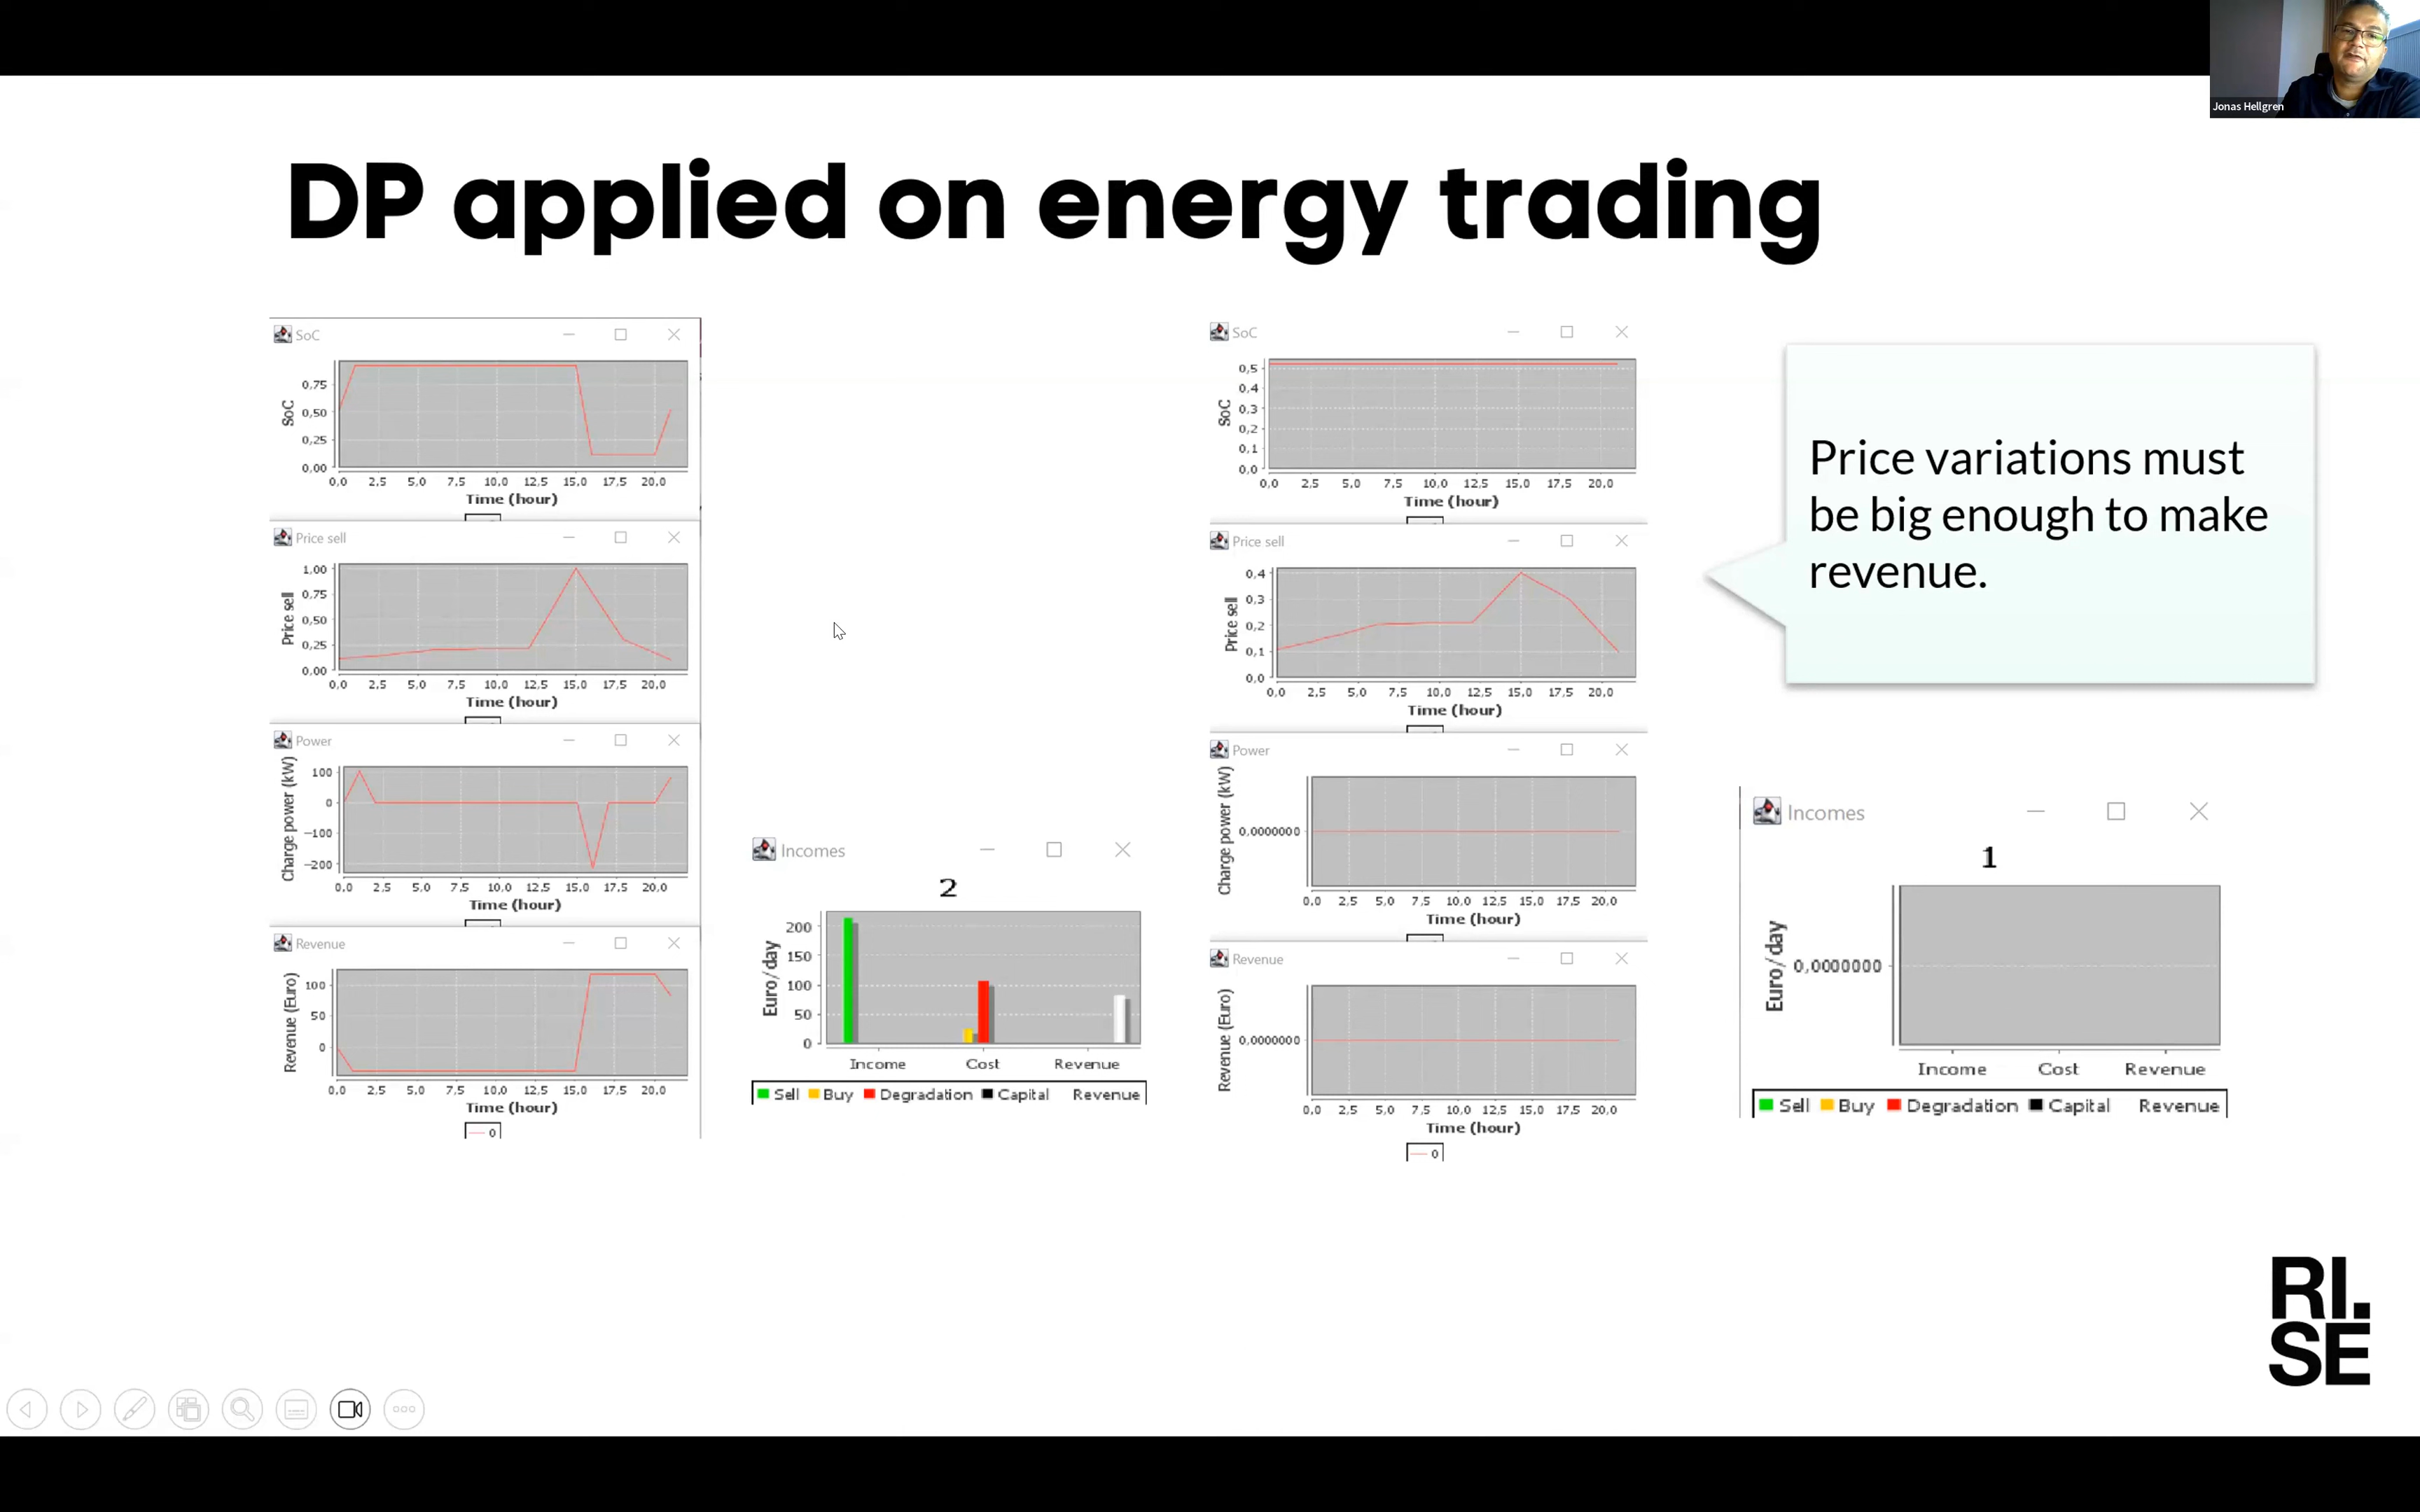 Jonas Hellgren
DP applied on energy trading
SoC
SoC
0,75
0,50
0,25
0,00
0,0 2,5 5,0 7,5 10,0 12,5 15,0 17,5 20,0
Time (hour)
Price sell
Price sell
1,00
0,75
0,50
0,25
0,00
0,0 2,5 5,0 7,5 10,0 12,5 15,0 17,5 20,0
Time (hour)
Power
Charge power (kW)
100
0
−100
−200
0,0 2,5 5,0 7,5 10,0 12,5 15,0 17,5 20,0
Time (hour)
Revenue
Revenue (Euro)
100
50
0
0,0 2,5 5,0 7,5 10,0 12,5 15,0 17,5 20,0
Time (hour)
0
Incomes
2
Euro/day
200
150
100
50
0
Income Cost Revenue
Sell Buy Degradation Capital Revenue
SoC
SoC
0,5
0,4
0,3
0,2
0,1
0,0
0,0 2,5 5,0 7,5 10,0 12,5 15,0 17,5 20,0
Time (hour)
Price sell
Price sell
0,4
0,3
0,2
0,1
0,0
0,0 2,5 5,0 7,5 10,0 12,5 15,0 17,5 20,0
Time (hour)
Power
Charge power (kW)
0,0000000
0,0 2,5 5,0 7,5 10,0 12,5 15,0 17,5 20,0
Time (hour)
Revenue
Revenue (Euro)
0,0000000
0,0 2,5 5,0 7,5 10,0 12,5 15,0 17,5 20,0
Time (hour)
0
Price variations must
be big enough to make
revenue.
Incomes
1
Euro/day
0,0000000
Income Cost Revenue
Sell Buy Degradation Capital Revenue
RI.
SE